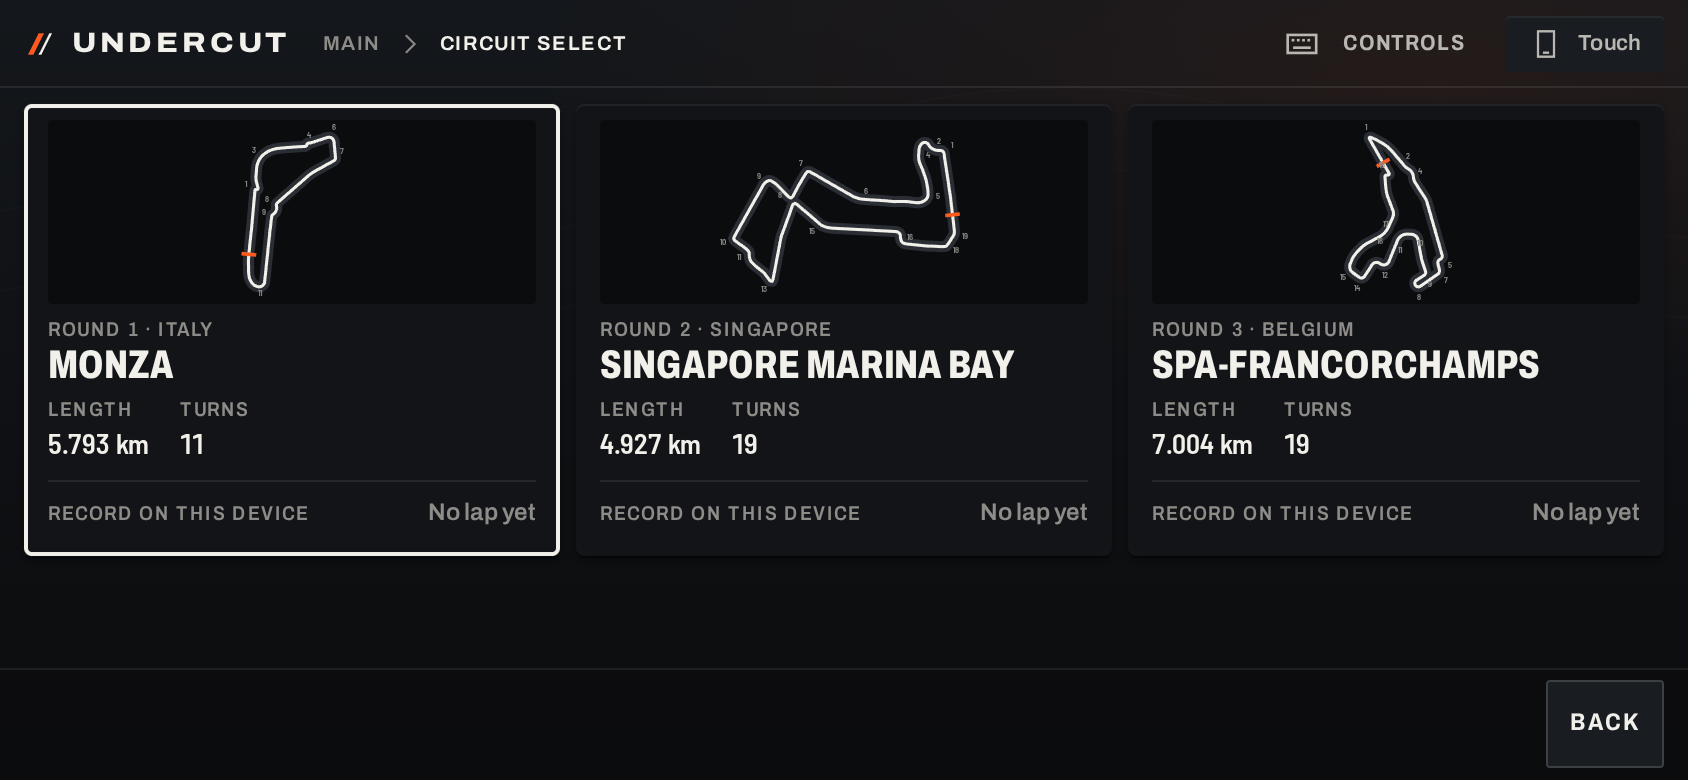 UNDERCUT MAIN CIRCUIT SELECT CONTROLS Touch
ROUND 1 · ITALY
MONZA
LENGTH TURNS
5.793 km 11
RECORD ON THIS DEVICE No lap yet
ROUND 2 · SINGAPORE
SINGAPORE MARINA BAY
LENGTH TURNS
4.927 km 19
RECORD ON THIS DEVICE No lap yet
ROUND 3 · BELGIUM
SPA-FRANCORCHAMPS
LENGTH TURNS
7.004 km 19
RECORD ON THIS DEVICE No lap yet
BACK